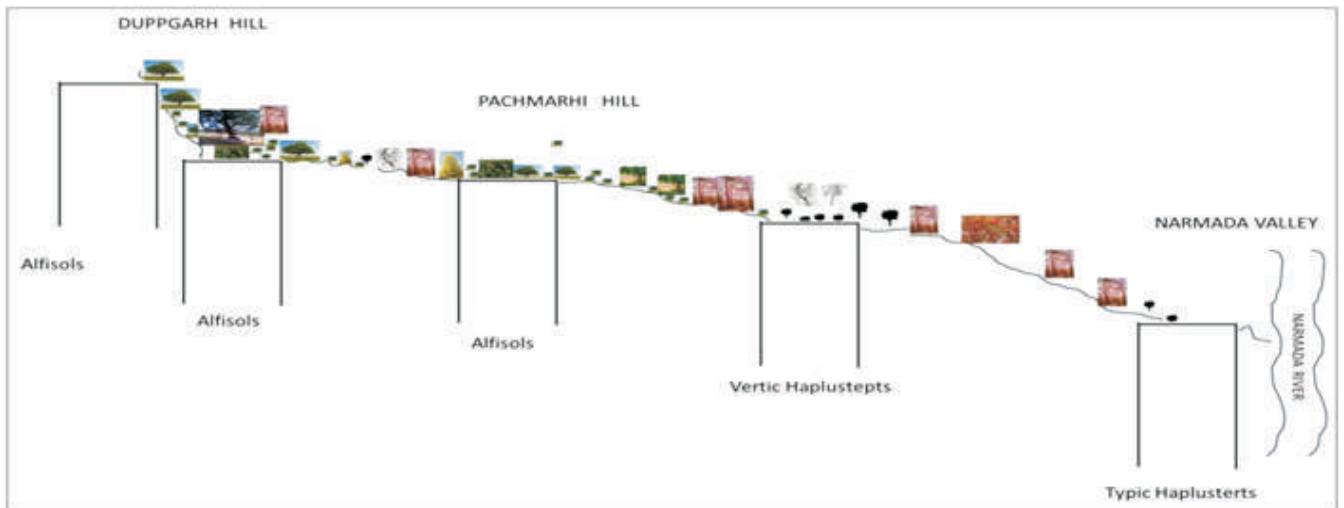 DUPPGARH HILL
PACHMARHI HILL
NARMADA VALLEY
Alfisols
Alfisols
Alfisols
Vertic Haplustepts
Typic Haplusterts
NARMADA RIVER